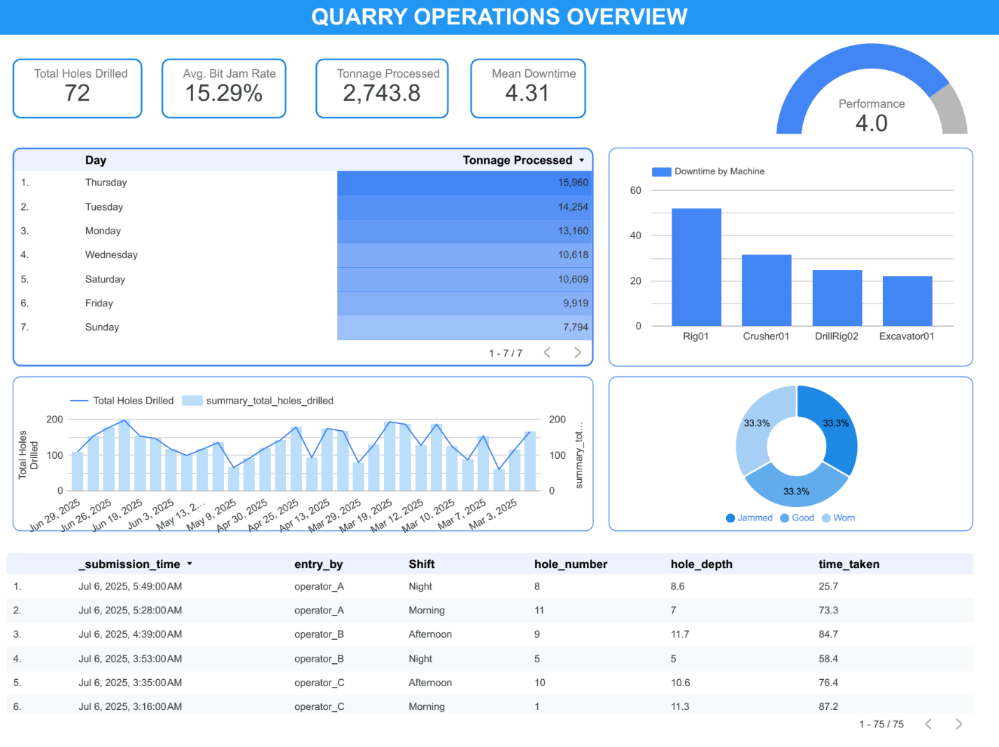 QUARRY OPERATIONS OVERVIEW
Total Holes Drilled
72
Avg. Bit Jam Rate
15.29%
Tonnage Processed
2,743.8
Mean Downtime
4.31
Performance
4.0
Day Tonnage Processed
1. Thursday 15,960
2. Tuesday 14,254
3. Monday 13,160
4. Wednesday 10,618
5. Saturday 10,609
6. Friday 9,919
7. Sunday 7,794
1 - 7 / 7
Downtime by Machine
60
40
20
0
Rig01 Crusher01 DrillRig02 Excavator01
Total Holes Drilled summary_total_holes_drilled
Total Holes
Drilled
200
100
0
200
100
0
summary_tot...
Jun 29, 2025
Jun 26, 2025
Jun 19, 2025
Jun 3, 2025
May 13, 2...
May 9, 2025
Apr 30, 2025
Apr 25, 2025
Apr 13, 2025
Mar 29, 2025
Mar 19, 2025
Mar 12, 2025
Mar 10, 2025
Mar 7, 2025
Mar 3, 2025
33.3% 33.3%
33.3%
Jammed Good Worn
_submission_time entry_by Shift hole_number hole_depth time_taken
1. Jul 6, 2025, 5:49:00 AM operator_A Night 8 8.6 25.7
2. Jul 6, 2025, 5:28:00 AM operator_A Morning 11 7 73.3
3. Jul 6, 2025, 4:39:00 AM operator_B Afternoon 9 11.7 84.7
4. Jul 6, 2025, 3:53:00 AM operator_B Night 5 5 58.4
5. Jul 6, 2025, 3:35:00 AM operator_C Afternoon 10 10.6 76.4
6. Jul 6, 2025, 3:16:00 AM operator_C Morning 1 11.3 87.2
1 - 75 / 75